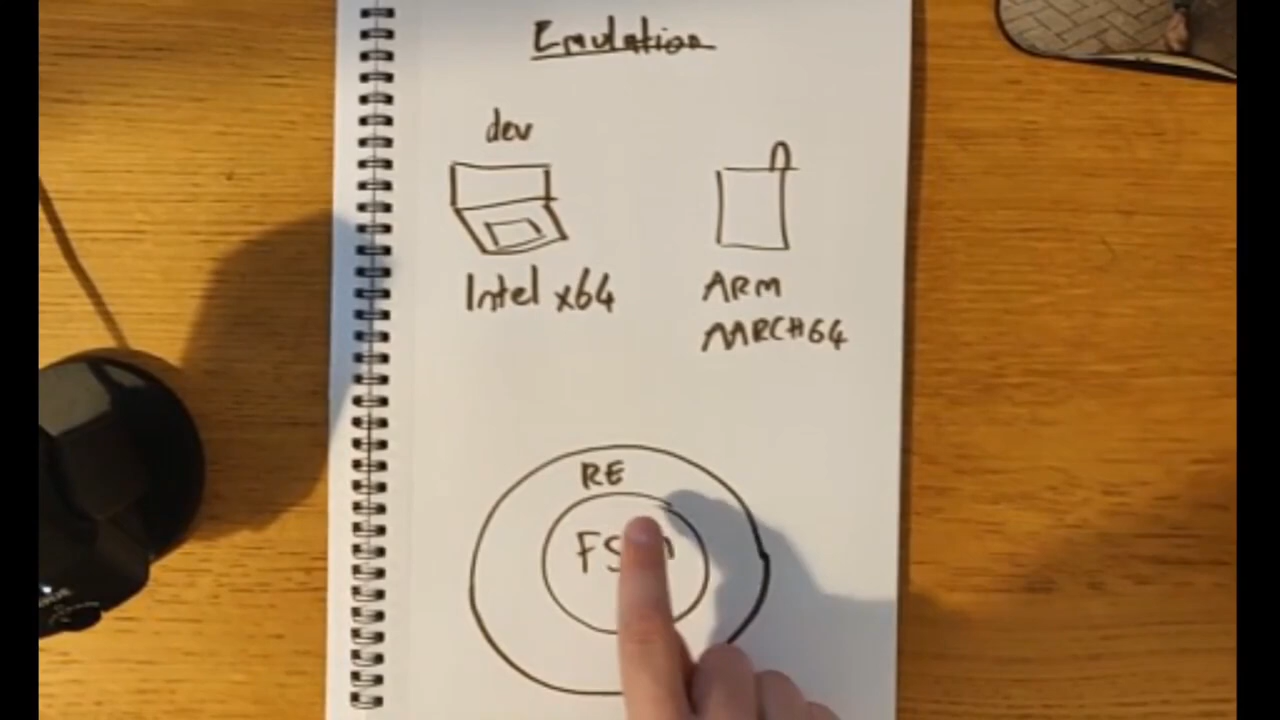 Emulation
dev
Intel x64
ARM
AARCH64
RE